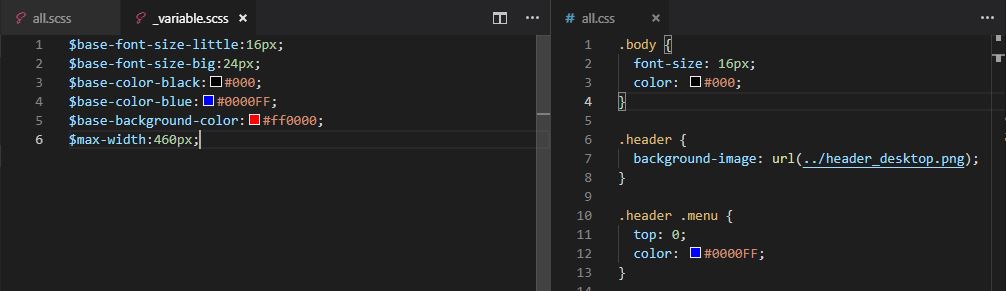 all.scss
_variable.scss
1 $base-font-size-little:16px;
2 $base-font-size-big:24px;
3 $base-color-black:#000;
4 $base-color-blue:#0000FF;
5 $base-background-color:#ff0000;
6 $max-width:460px;
all.css
1 .body {
2 font-size: 16px;
3 color: #000;
4 }
5
6 .header {
7 background-image: url(../header_desktop.png);
8 }
9
10 .header .menu {
11 top: 0;
12 color: #0000FF;
13 }
14